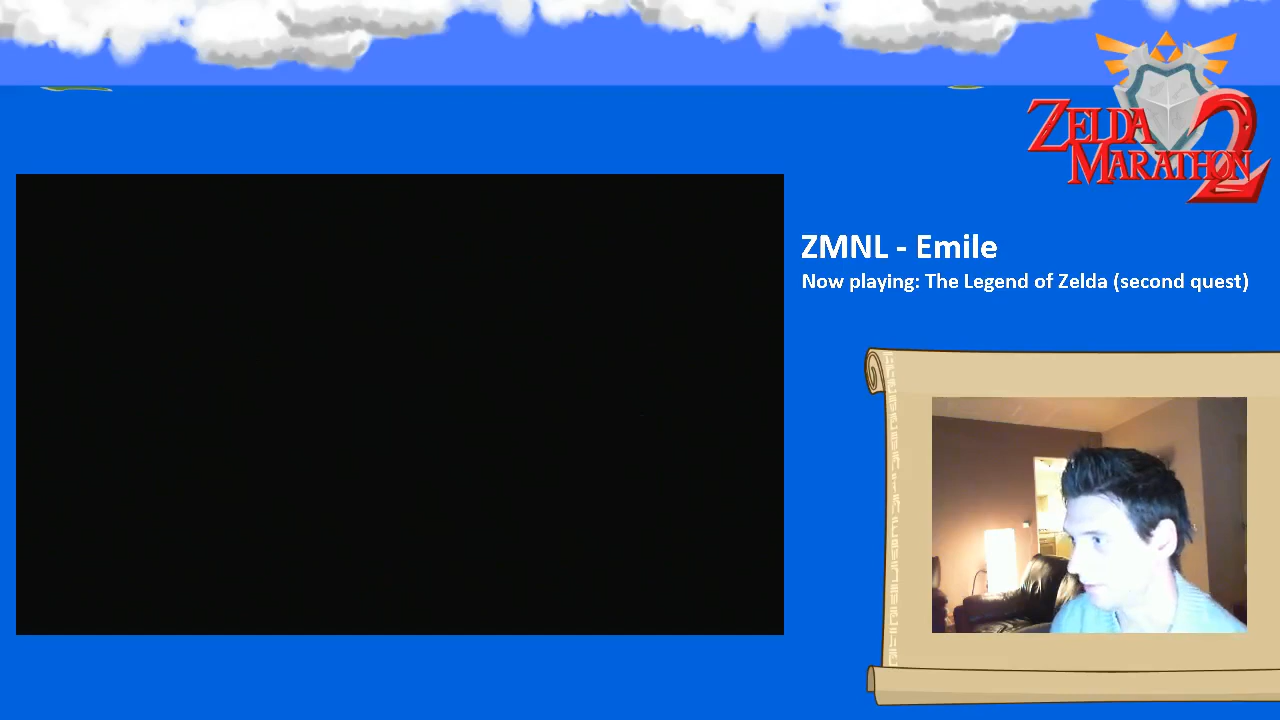 ZELDA
MARATHON 2
ZMNL - Emile
Now playing: The Legend of Zelda (second quest)